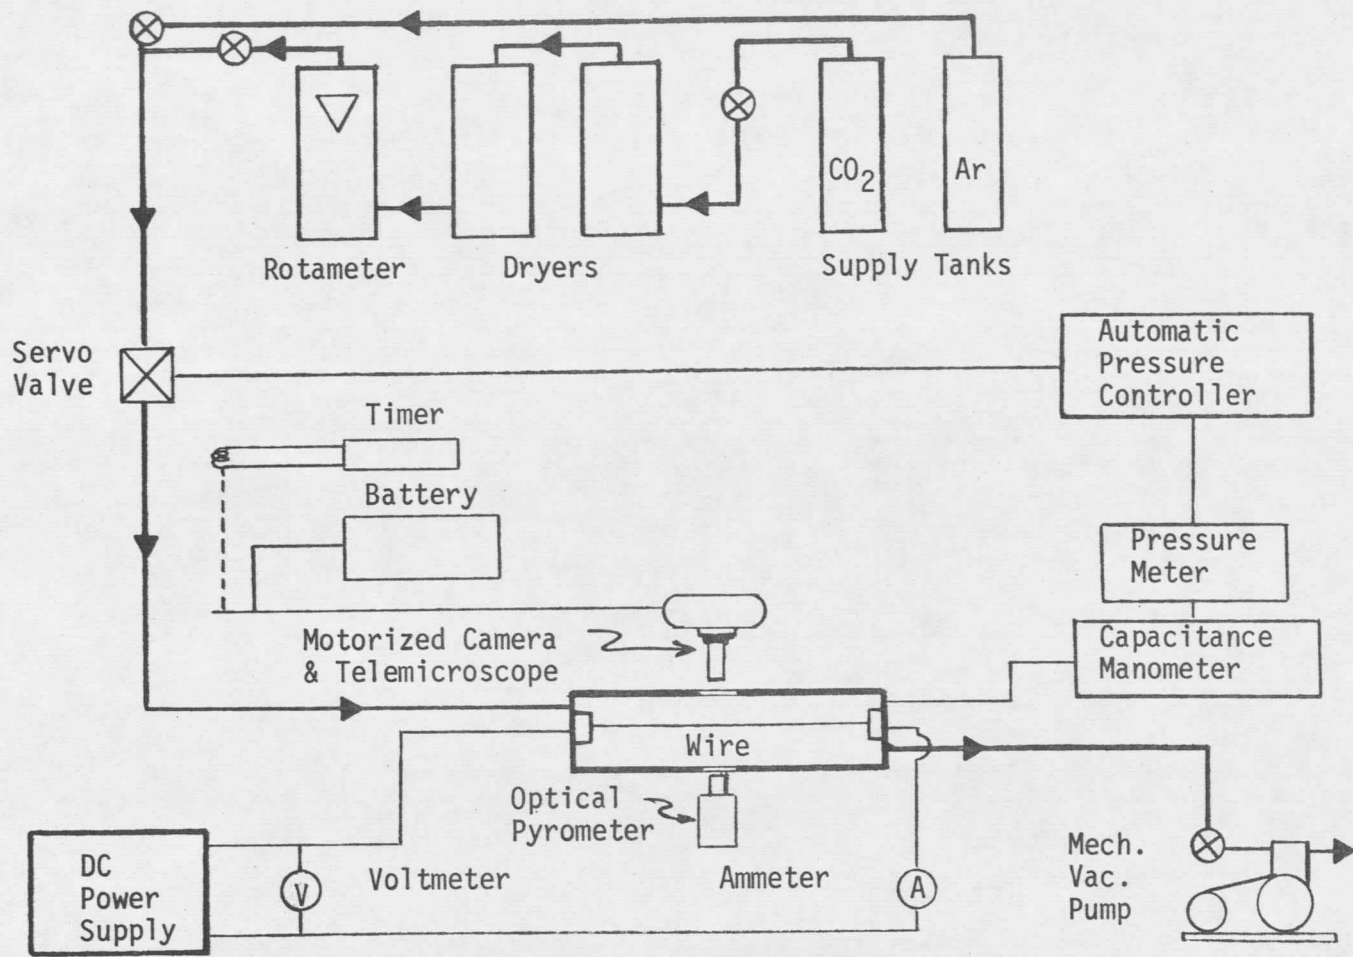 CO2
Ar
Rotameter
Dryers
Supply Tanks
Servo
Valve
Automatic
Pressure
Controller
Timer
Battery
Pressure
Meter
Motorized Camera
& Telemicroscope
Capacitance
Manometer
Wire
Optical
Pyrometer
DC
Power
Supply
V
Voltmeter
Ammeter
A
Mech.
Vac.
Pump